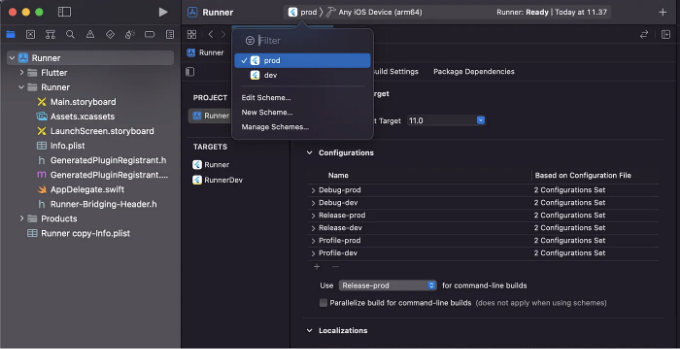 Runner
prod 〉 Any iOS Device (arm64)
Runner: Ready | Today at 11.37
Filter
prod
dev
Edit Scheme...
New Scheme...
Manage Schemes...
Runner
Flutter
Runner
Main.storyboard
Assets.xcassets
LaunchScreen.storyboard
Info.plist
GeneratedPluginRegistrant.h
GeneratedPluginRegistrant....
AppDelegate.swift
Runner-Bridging-Header.h
Products
Runner copy-Info.plist
Runner
PROJECT
Runner
TARGETS
Runner
RunnerDev
uild Settings
Package Dependencies
rget
t Target
11.0
Configurations
Name
Based on Configuration File
Debug-prod
2 Configurations Set
Debug-dev
2 Configurations Set
Release-prod
2 Configurations Set
Release-dev
2 Configurations Set
Profile-prod
2 Configurations Set
Profile-dev
2 Configurations Set
Use
Release-prod
for command-line builds
Parallelize build for command-line builds (does not apply when using schemes)
Localizations